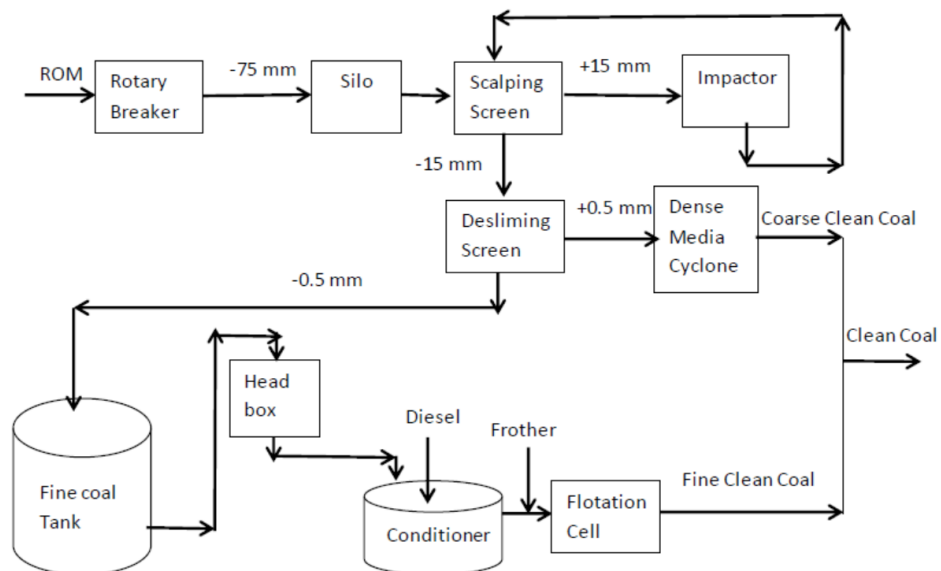 ROM
Rotary
Breaker
-75 mm
Silo
Scalping
Screen
+15 mm
Impactor
-15 mm
Desliming
Screen
+0.5 mm
Dense
Media
Cyclone
Coarse Clean Coal
-0.5 mm
Clean Coal
Head
box
Diesel
Frother
Fine coal
Tank
Conditioner
Flotation
Cell
Fine Clean Coal